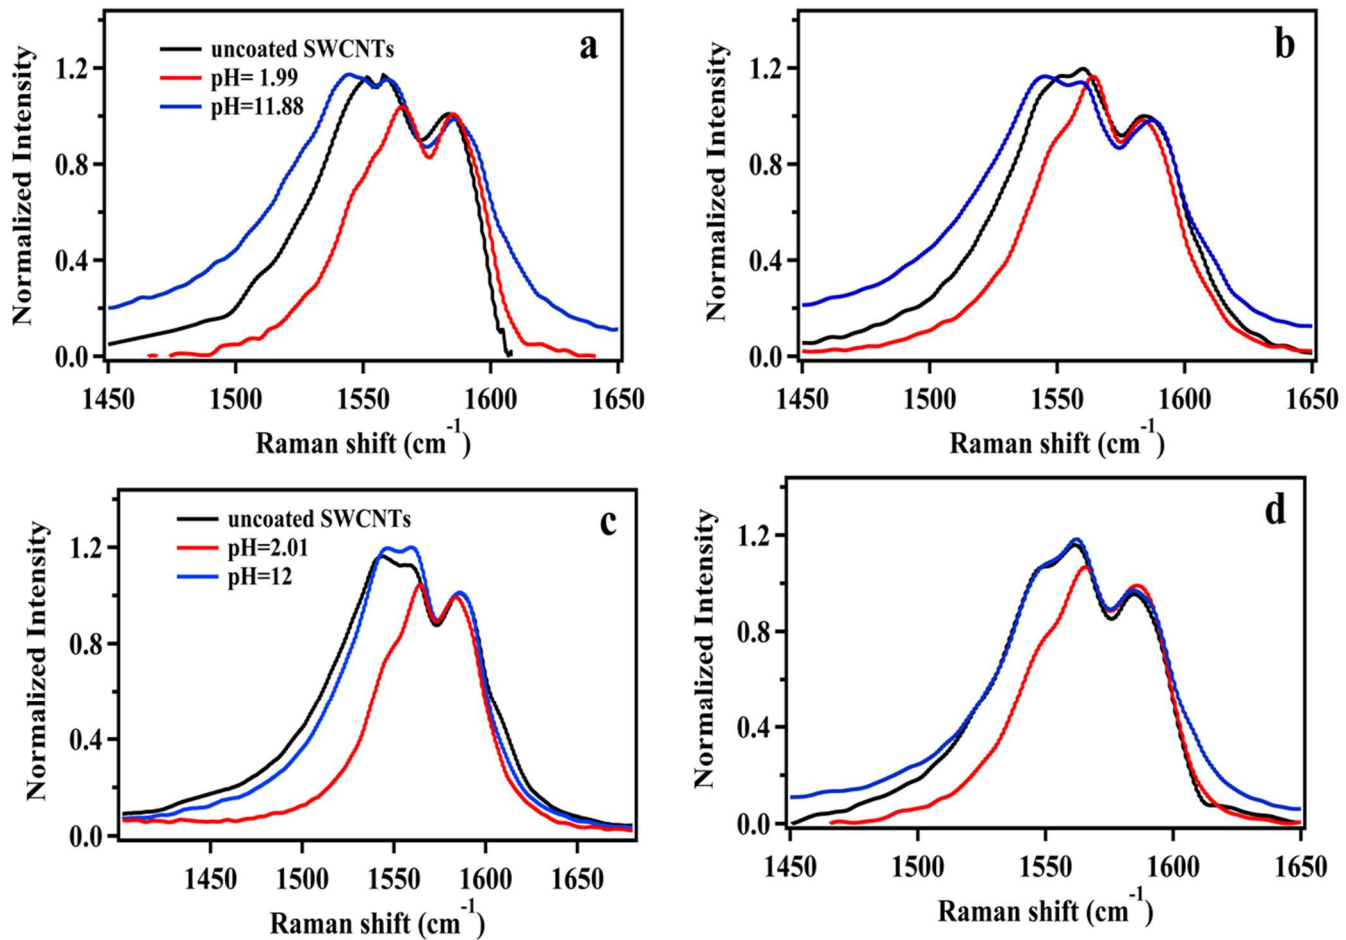 a
uncoated SWCNTs
pH= 1.99
pH=11.88
Normalized Intensity
1.2
0.8
0.4
0.0
1450 1500 1550 1600 1650
Raman shift (cm-1)
b
Normalized Intensity
1.2
0.8
0.4
0.0
1450 1500 1550 1600 1650
Raman shift (cm-1)
c
uncoated SWCNTs
pH=2.01
pH=12
Normalized Intensity
1.2
0.8
0.4
0.0
1450 1500 1550 1600 1650
Raman shift (cm-1)
d
Normalized Intensity
1.2
0.8
0.4
0.0
1450 1500 1550 1600 1650
Raman shift (cm-1)